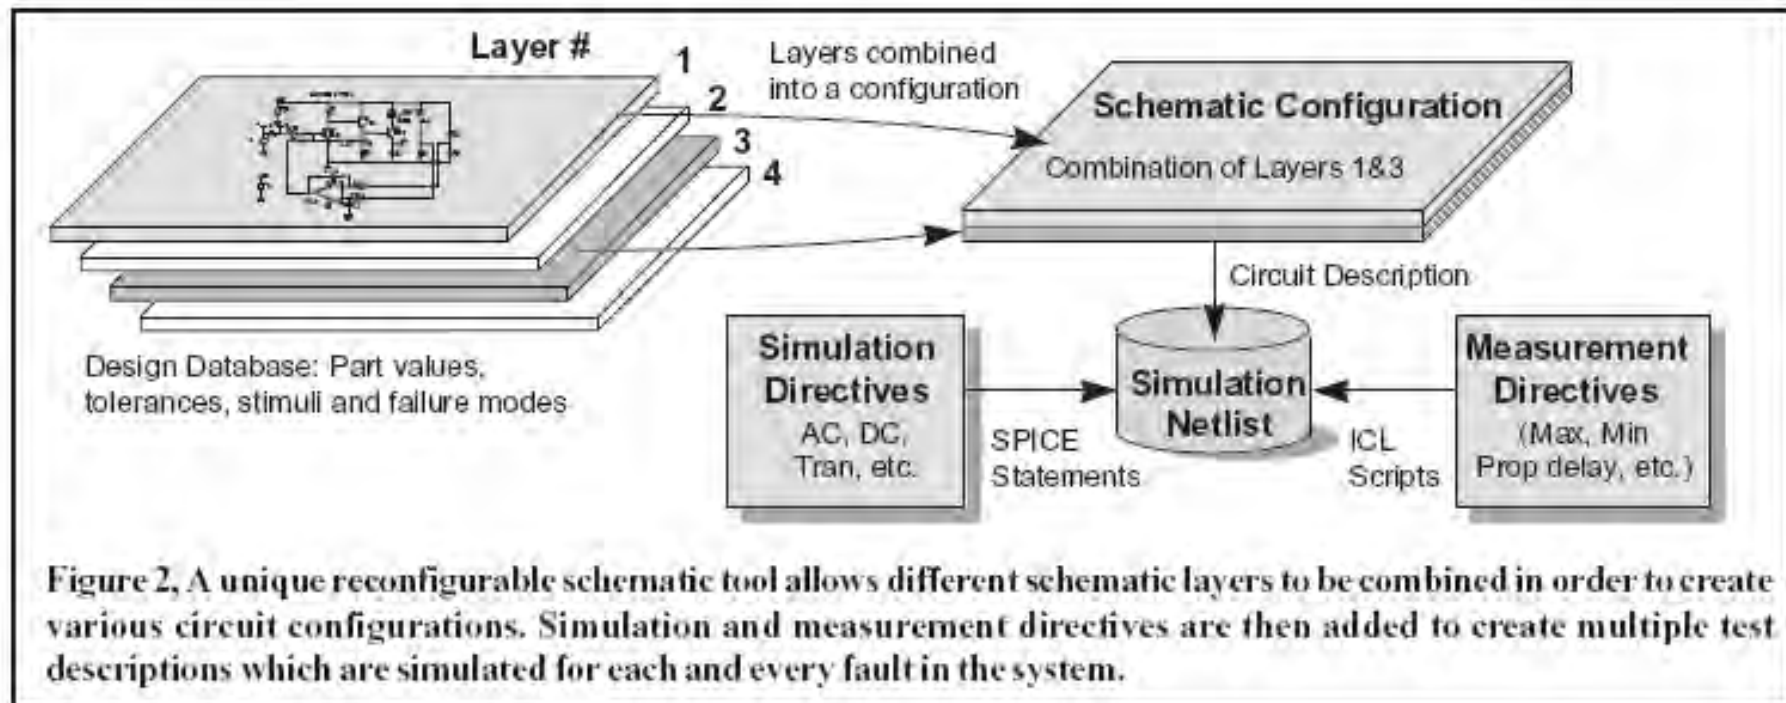 Layer #
1
2
3
4
Layers combined
into a configuration
Schematic Configuration
Combination of Layers 1&3
Design Database: Part values,
tolerances, stimuli and failure modes
Circuit Description
Simulation
Directives
AC, DC,
Tran, etc.
SPICE
Statements
Simulation
Netlist
ICL
Scripts
Measurement
Directives
(Max, Min
Prop delay, etc.)
Figure 2, A unique reconfigurable schematic tool allows different schematic layers to be combined in order to create
various circuit configurations. Simulation and measurement directives are then added to create multiple test
descriptions which are simulated for each and every fault in the system.